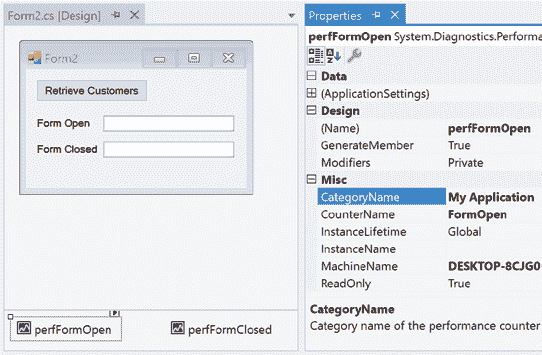 Form2.cs [Design]
Form2
Retrieve Customers
Form Open
Form Closed
perfFormOpen
perfFormClosed
Properties
perfFormOpen System.Diagnostics.Performa
Data
(ApplicationSettings)
Design
(Name) perfFormOpen
GenerateMember True
Modifiers Private
Misc
CategoryName My Application
CounterName FormOpen
InstanceLifetime Global
InstanceName
MachineName DESKTOP-8CJG0
ReadOnly True
CategoryName
Category name of the performance counter